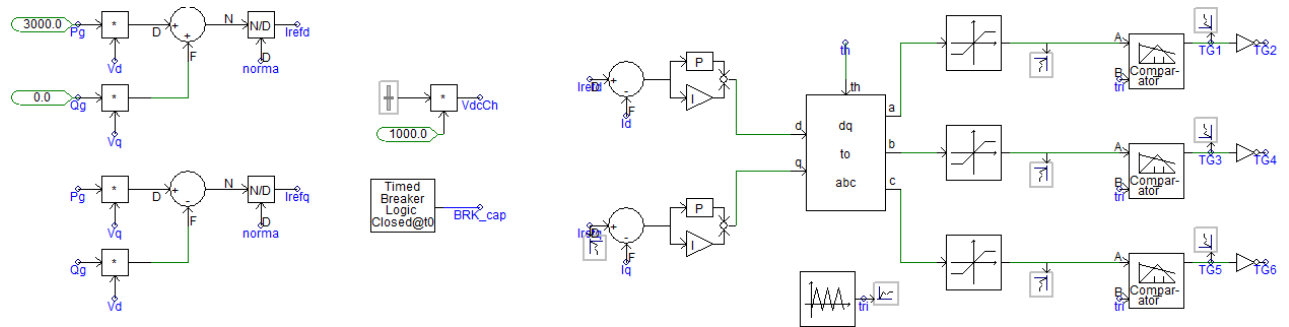 3000.0
Pg
*
D
+
+
N
N/D
Irefd
Vd
F
D
norma
0.0
Qg
*
Vq
Pg
*
D
+
-
N
N/D
Irefq
Vq
F
D
norma
Qg
*
Vd
*
VdcCh
1000.0
Timed
Breaker
Logic
Closed@t0
BRK_cap
Irefd
D
+
-
F
Id
P
I
Irefq
D
+
-
F
Iq
P
I
th
th
d
q
dq
to
abc
a
b
c
tri
A
B
tri
Compar-
ator
TG1
TG2
A
B
tri
Compar-
ator
TG3
TG4
A
B
tri
Compar-
ator
TG5
TG6